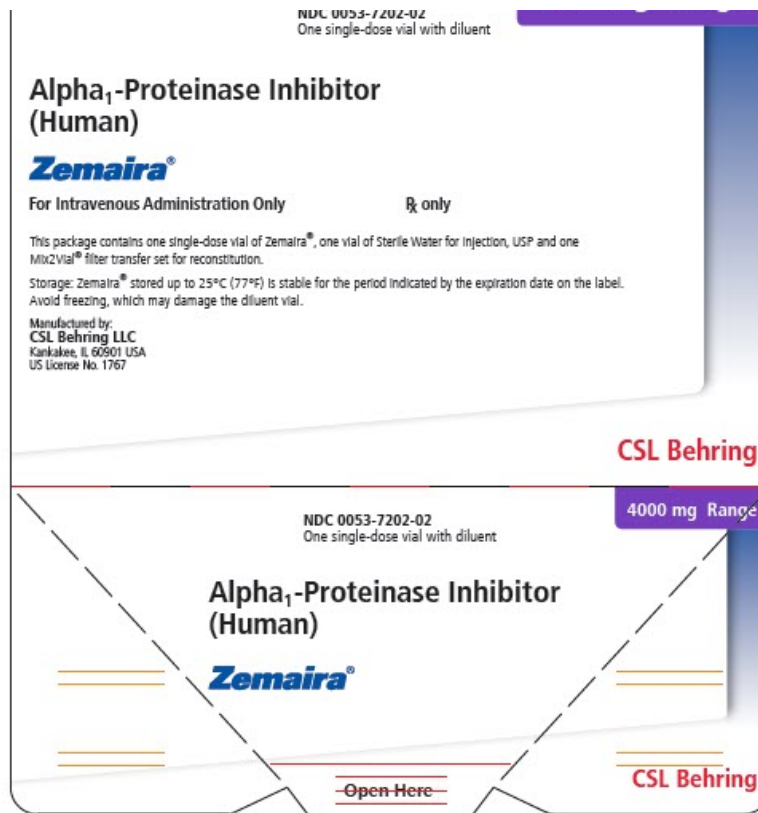 NDC 0053-7202-02
One single-dose vial with diluent
Alpha₁-Proteinase Inhibitor
(Human)
Zemaira®
For Intravenous Administration Only ℞ only
This package contains one single-dose vial of Zemaira®, one vial of Sterile Water for Injection, USP and one
Mix2Vial® filter transfer set for reconstitution.
Storage: Zemaira® stored up to 25°C (77°F) is stable for the period indicated by the expiration date on the label.
Avoid freezing, which may damage the diluent vial.
Manufactured by:
CSL Behring LLC
Kankakee, IL 60901 USA
US License No. 1767
CSL Behring
4000 mg Range
NDC 0053-7202-02
One single-dose vial with diluent
Alpha₁-Proteinase Inhibitor
(Human)
Zemaira®
CSL Behring
Open Here